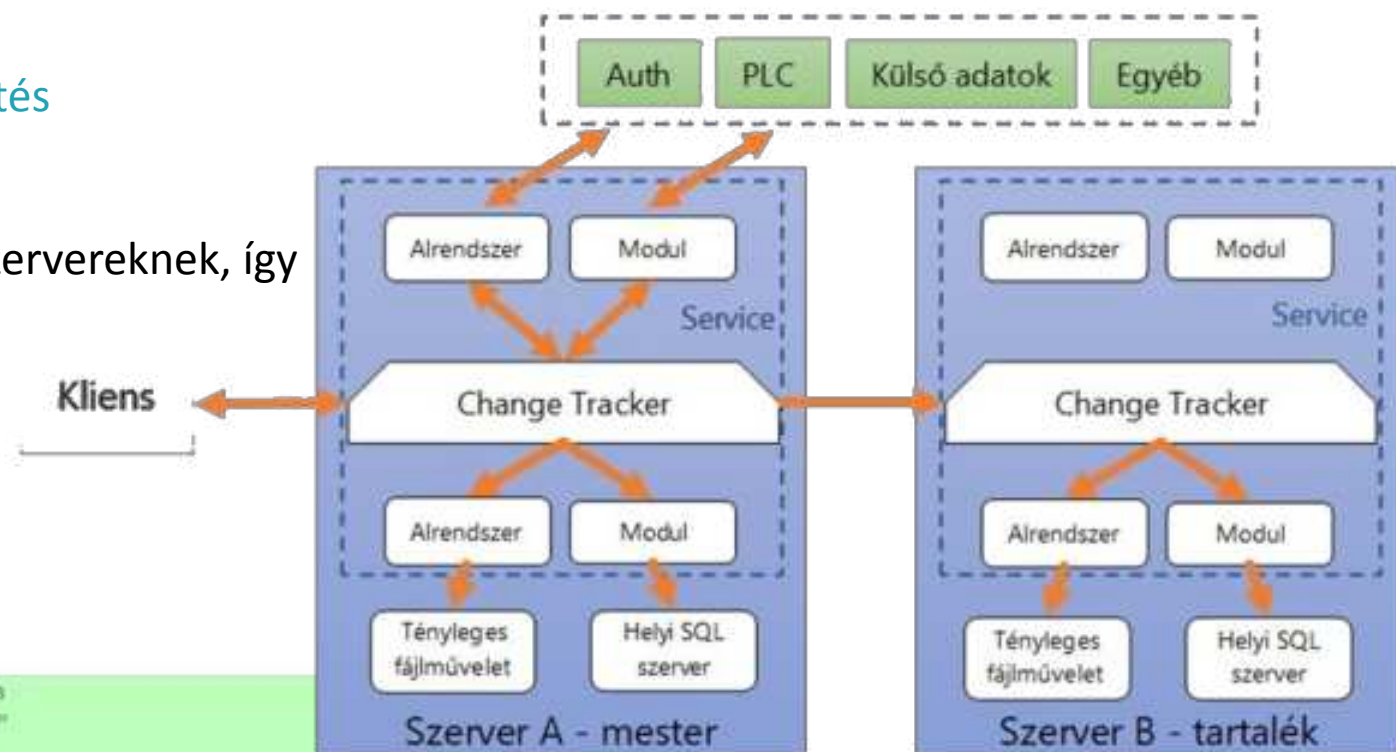 tés
Auth PLC Külső adatok Egyéb
ervereknek, így
Alrendszer Modul
Service
Kliens
Change Tracker
Alrendszer Modul
Tényleges fájlművelet
Helyi SQL szerver
Szerver A - mester
Alrendszer Modul
Service
Change Tracker
Alrendszer Modul
Tényleges fájlművelet
Helyi SQL szerver
Szerver B - tartalék